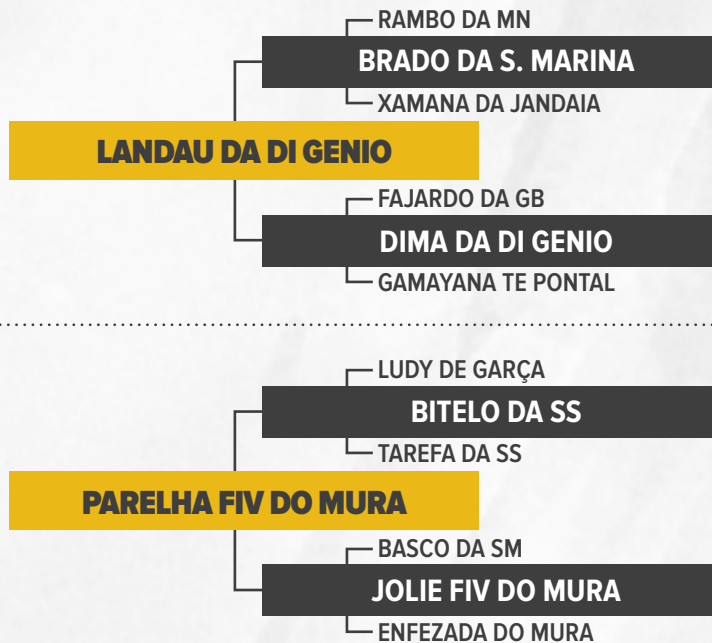 RAMBO DA MN
BRADO DA S. MARINA
XAMANA DA JANDAIA
LANDAU DA DI GENIO
FAJARDO DA GB
DIMA DA DI GENIO
GAMAYANA TE PONTAL
LUDY DE GARÇA
BITELO DA SS
TAREFA DA SS
PARELHA FIV DO MURA
BASCO DA SM
JOLIE FIV DO MURA
ENFEZADA DO MURA